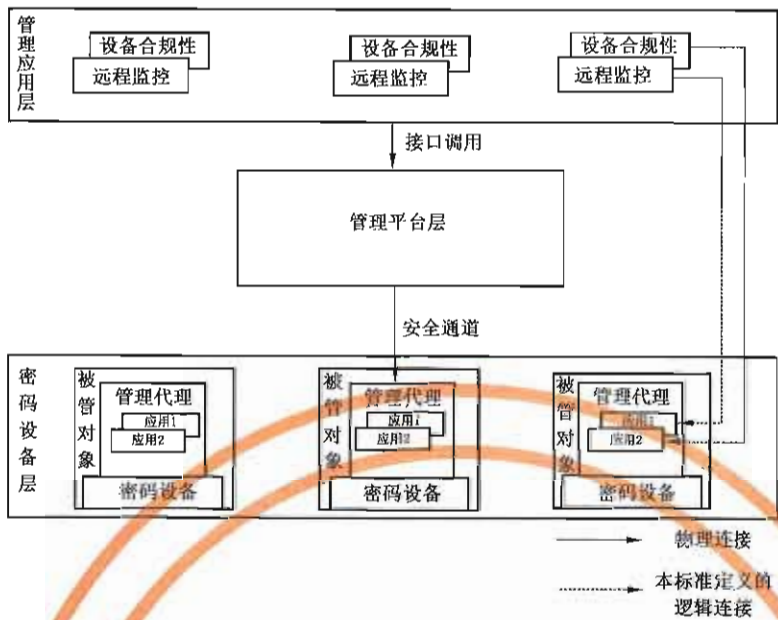 管理应用层
设备合规性
远程监控
设备合规性
远程监控
设备合规性
远程监控
接口调用
管理平台层
安全通道
密码设备层
被管对象
管理代理
应用1
应用2
密码设备
被管对象
管理代理
应用1
应用2
密码设备
被管对象
管理代理
应用1
应用2
密码设备
物理连接
本标准定义的
逻辑连接